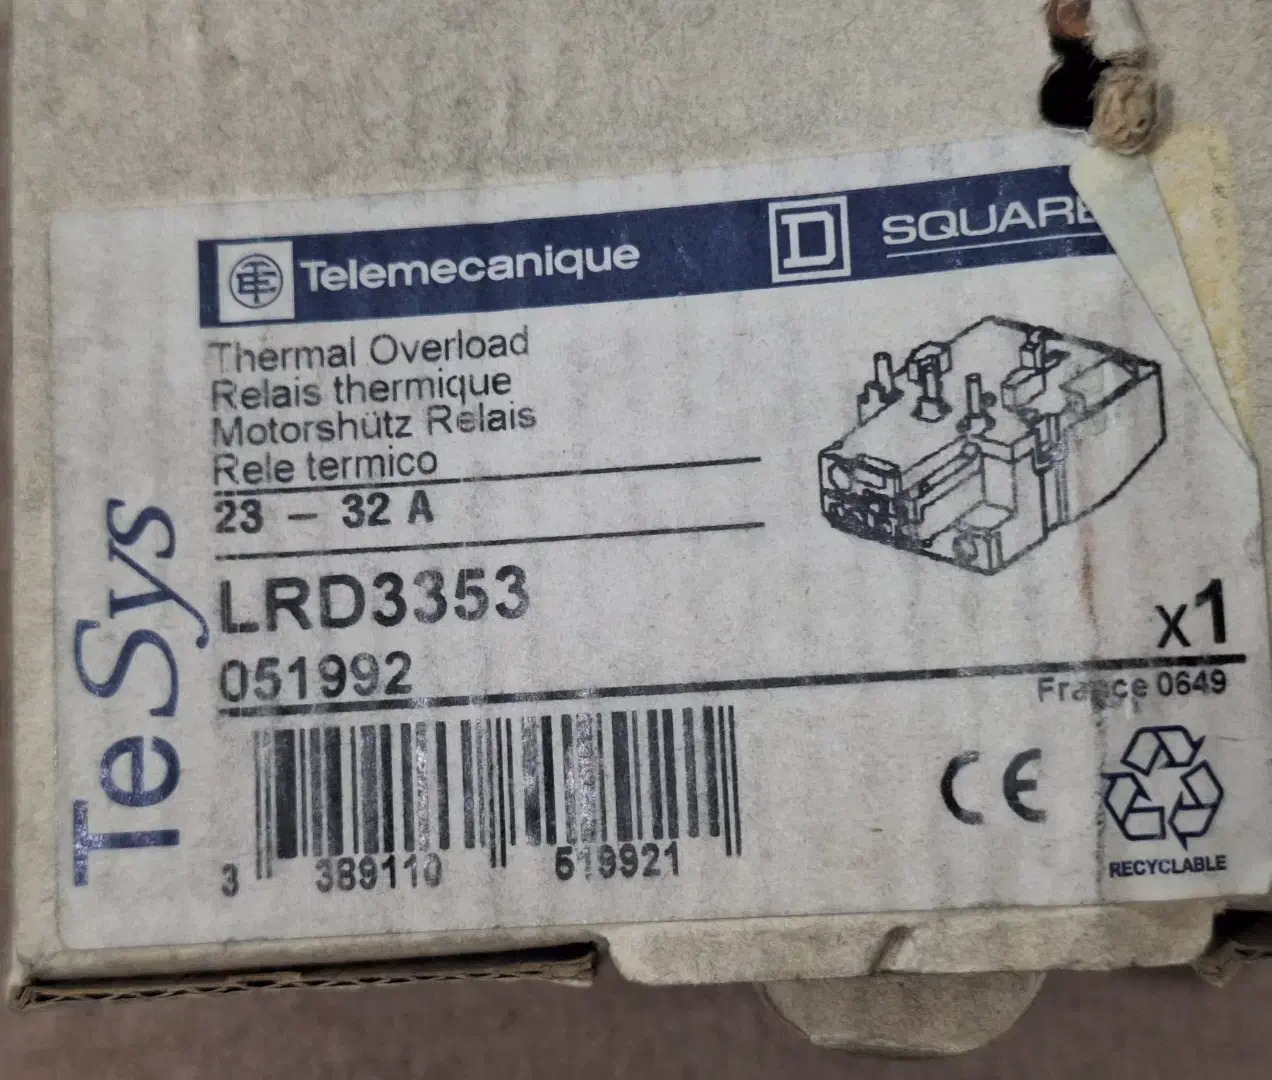 Telemecanique
D SQUARE
Thermal Overload
Relais thermique
Motorshütz Relais
Rele termico
23 – 32 A
LRD3353
051992
x1
France 0649
3 389110 519921
CE
RECYCLABLE
TeSys